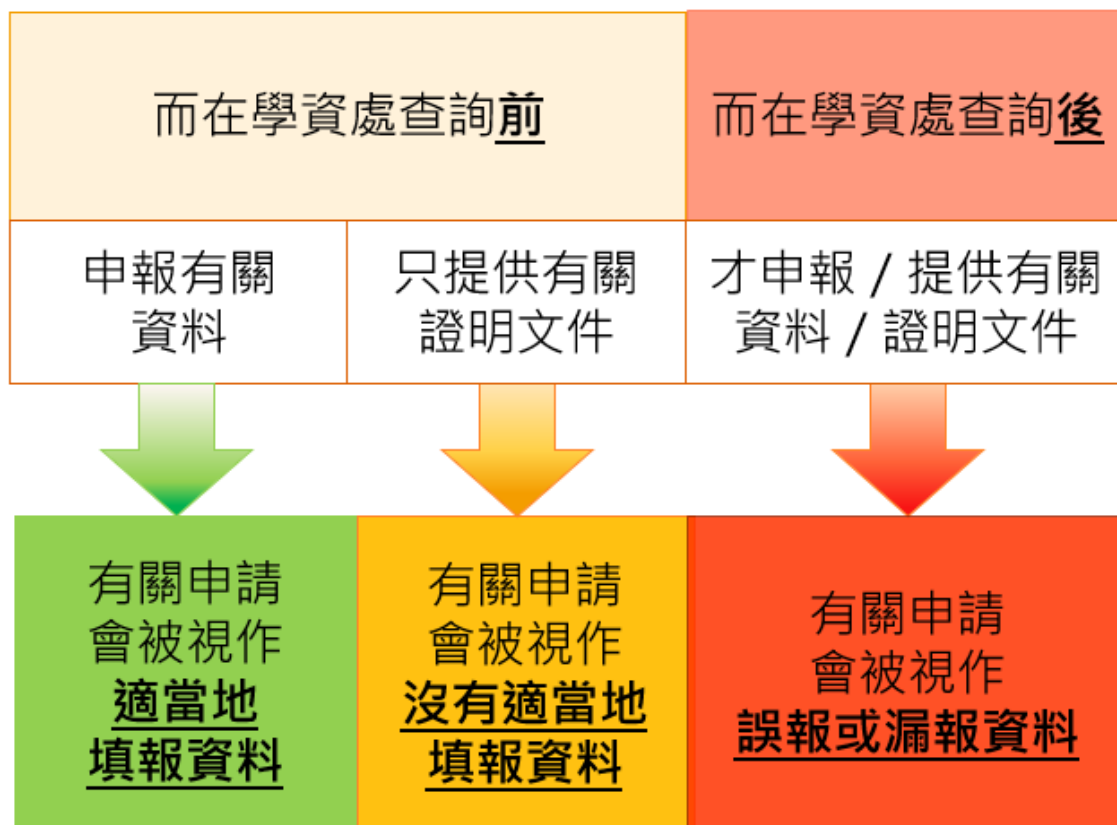 而在學資處查詢前
而在學資處查詢後
申報有關
資料
只提供有關
證明文件
才申報 / 提供有關
資料 / 證明文件
有關申請
會被視作
適當地
填報資料
有關申請
會被視作
沒有適當地
填報資料
有關申請
會被視作
誤報或漏報資料